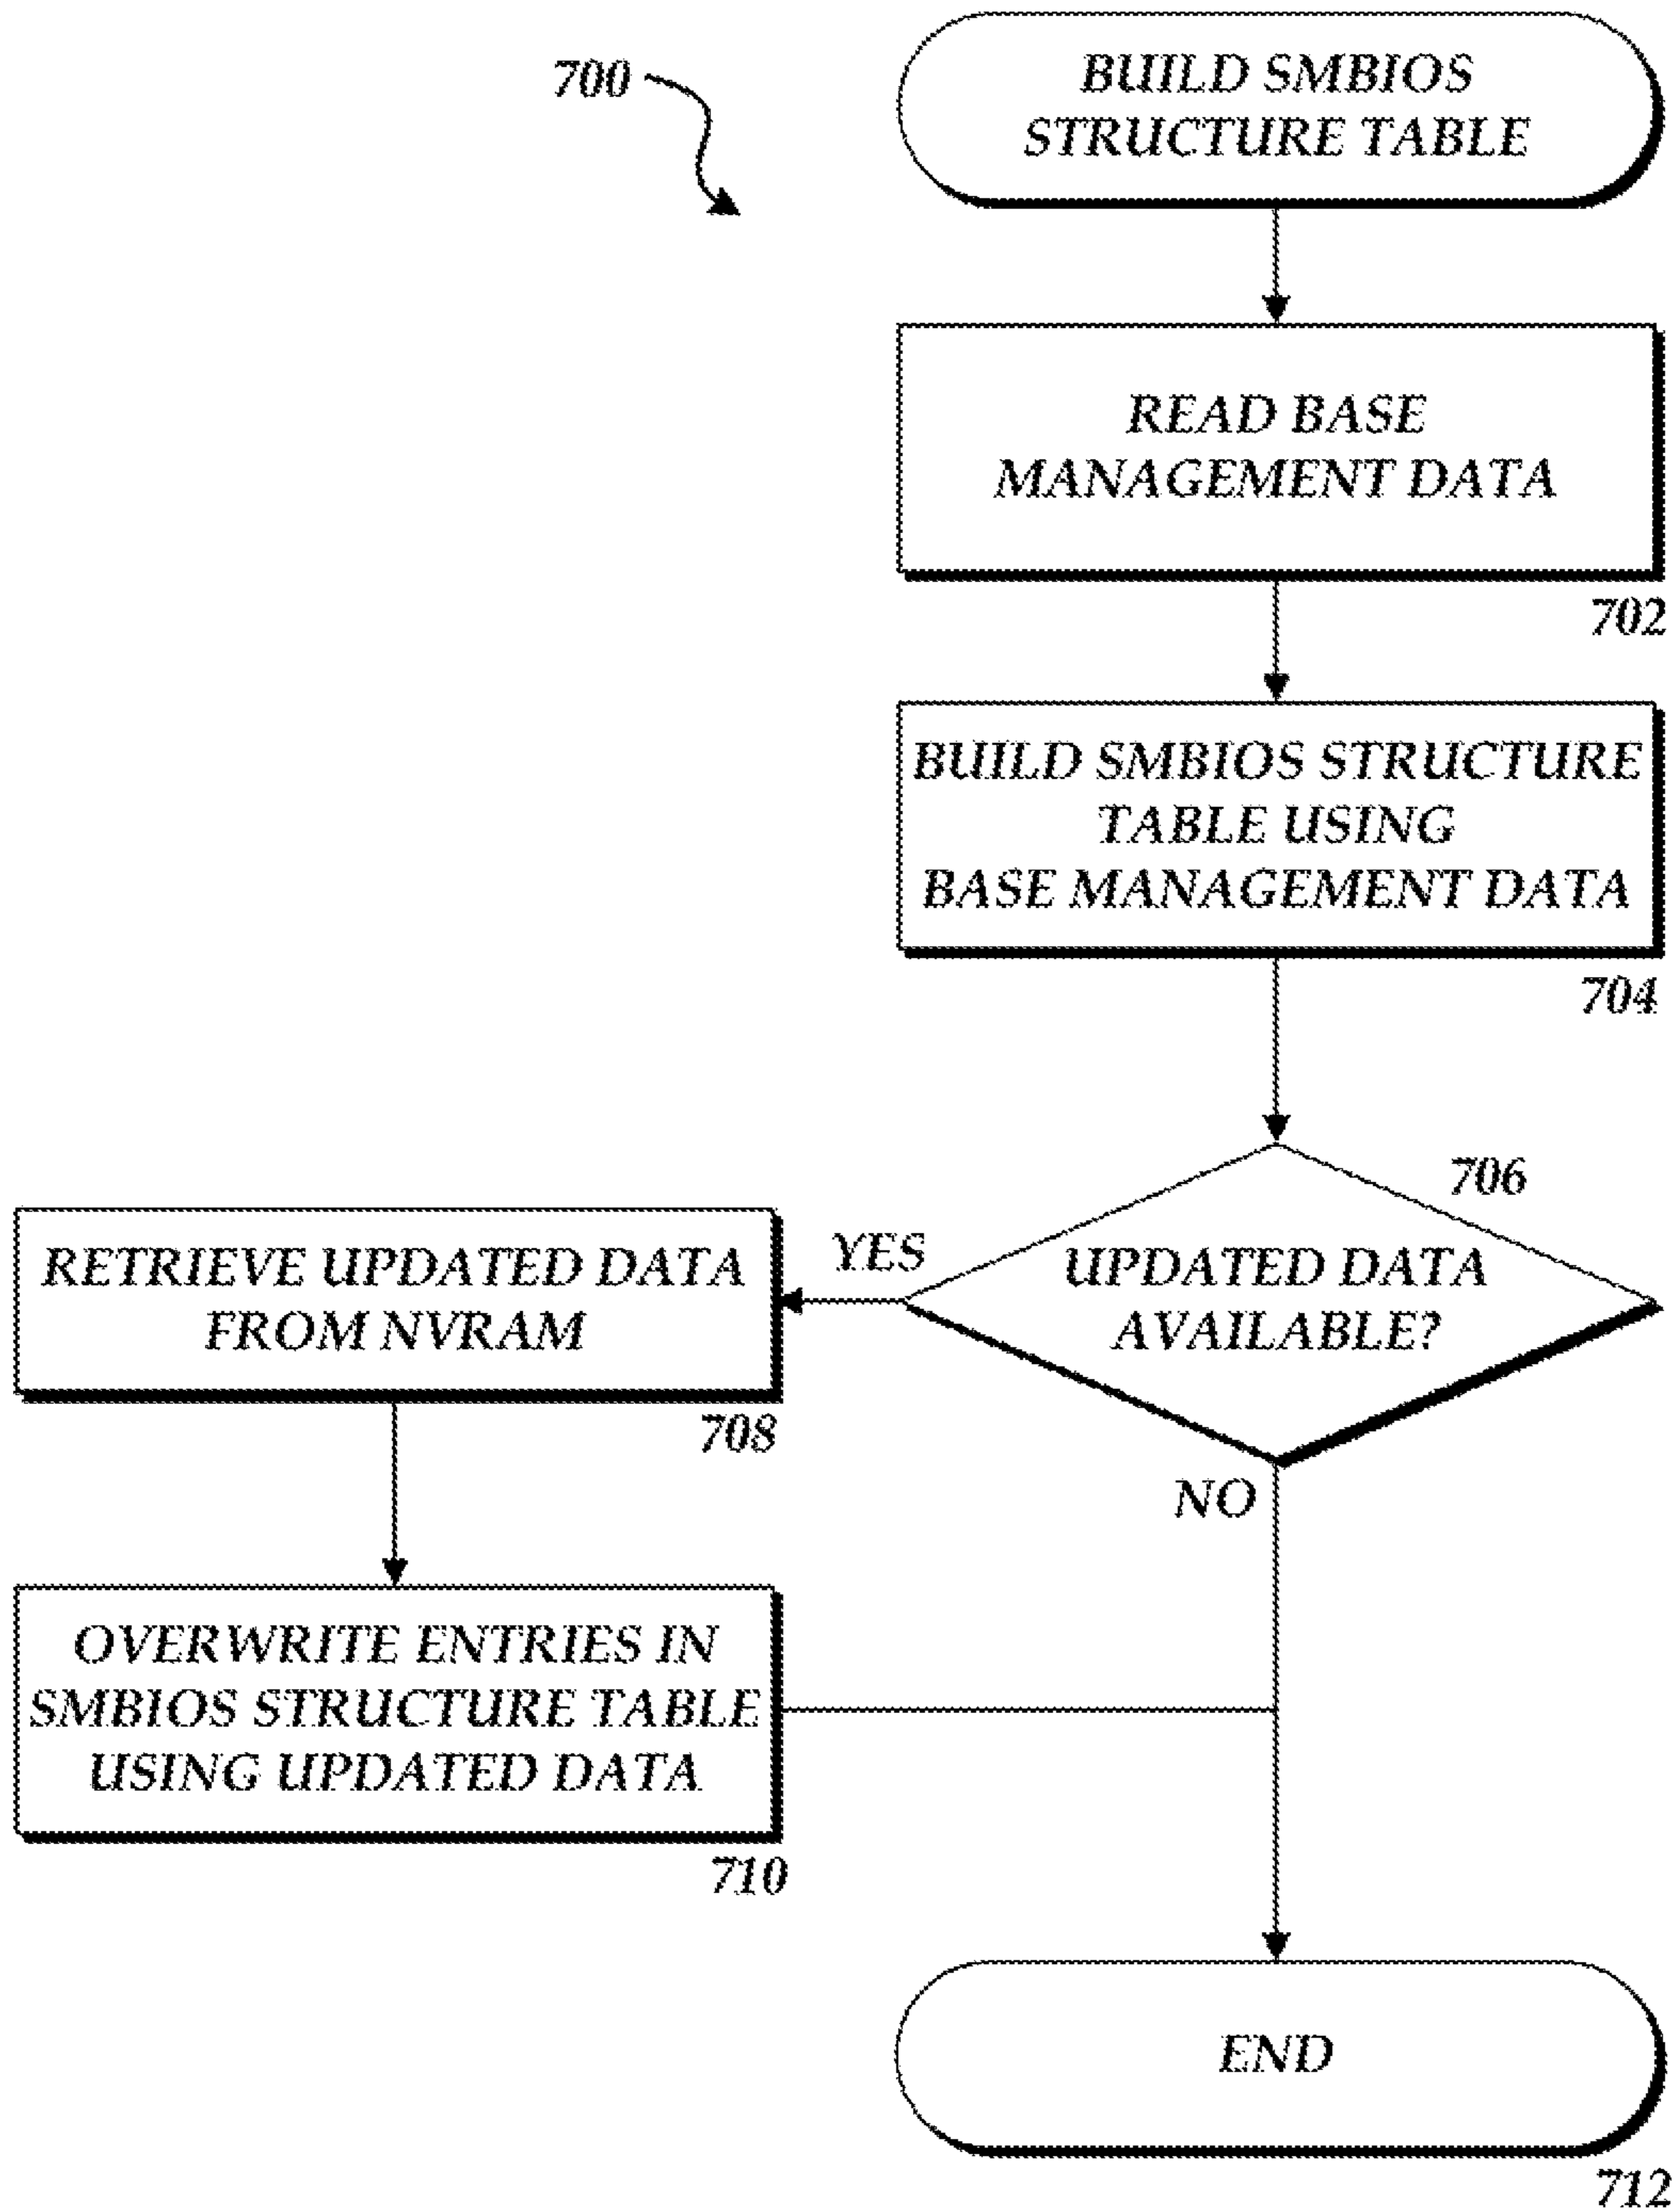 700
BUILD SMBIOS
STRUCTURE TABLE
READ BASE
MANAGEMENT DATA
702
BUILD SMBIOS STRUCTURE
TABLE USING
BASE MANAGEMENT DATA
704
706
UPDATED DATA
AVAILABLE?
YES
NO
RETRIEVE UPDATED DATA
FROM NVRAM
708
OVERWRITE ENTRIES IN
SMBIOS STRUCTURE TABLE
USING UPDATED DATA
710
END
712